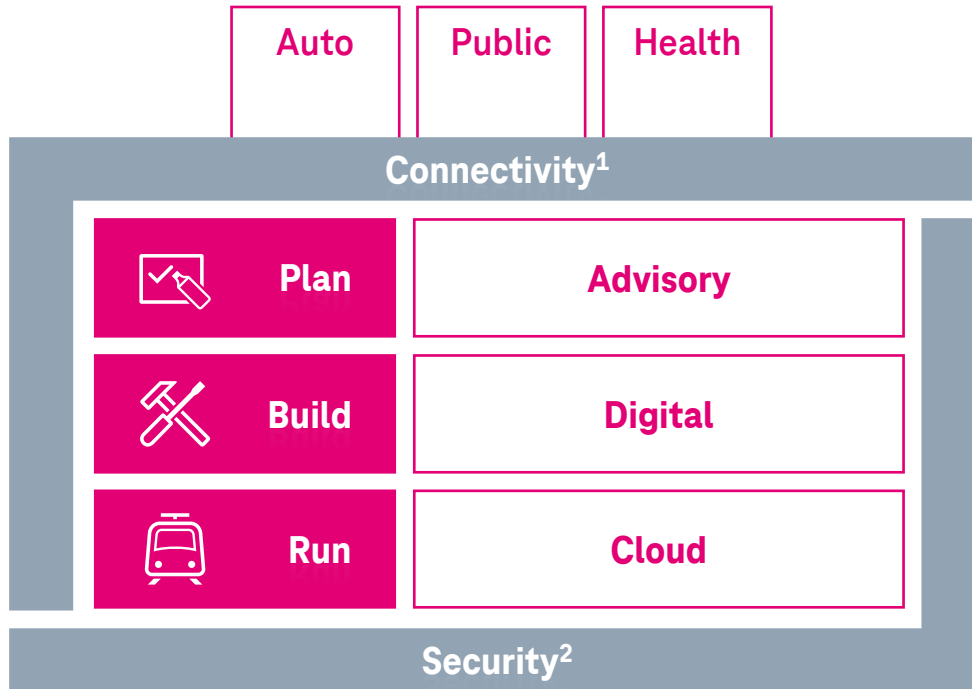 Auto Public Health
Connectivity¹
Plan Advisory
Build Digital
Run Cloud
Security²